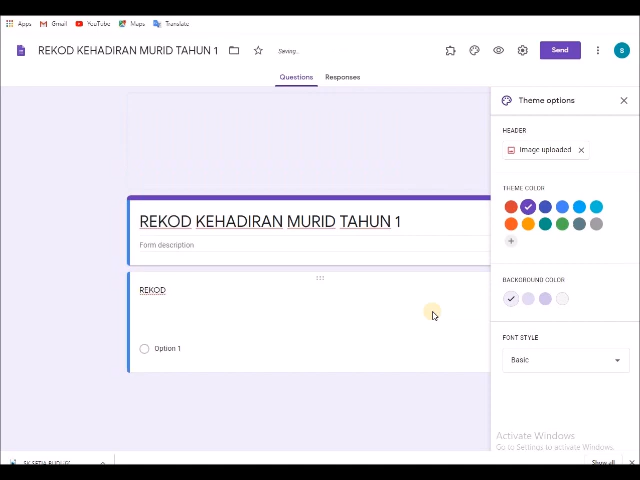 Apps Gmail YouTube Maps Translate
REKOD KEHADIRAN MURID TAHUN 1 Saving... Send S
Questions Responses
Theme options
HEADER
Image uploaded
THEME COLOR
REKOD KEHADIRAN MURID TAHUN 1
Form description
REKOD
BACKGROUND COLOR
Option 1
FONT STYLE
Basic
Activate Windows
Go to Settings to activate Windows.
Show all